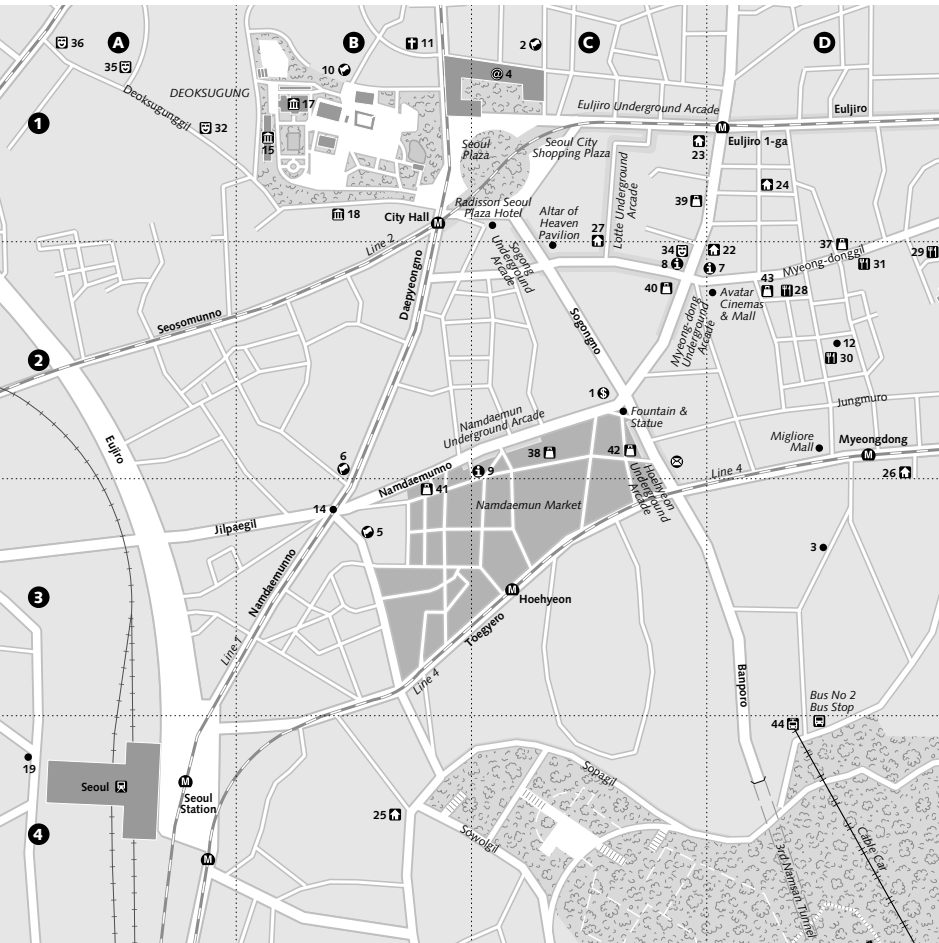 36
A
35
B
11
2
C
D
10
@ 4
DEOKSUGUNG
17
Deoksugunggil
Euljiro Underground Arcade
Euljiro
1
32
15
Seoul
Plaza
Seoul City
Shopping Plaza
Euljiro 1-ga
23
Lotte Underground
Arcade
24
39
18
City Hall
M
Radisson Seoul
Plaza Hotel
Altar of
Heaven
Pavilion
27
Line 2
Sogong
Underground
Arcade
34
22
37
29
8
7
Myeong-donggil
31
Daepyeongno
40
43
28
Avatar
Cinemas
& Mall
Seosomunno
Sogongno
Myeong-dong
Underground
Arcade
12
30
2
1
$
Jungmuro
Fountain &
Statue
Namdaemun
Underground Arcade
Eujiro
Migliore
Mall
Myeongdong
6
38
42
Line 4
Namdaemunno
9
Hoehyeon
Underground
Arcade
26
41
Namdaemun Market
14
Jilpaegil
5
3
3
Namdaemunno
Hoehyeon
Toegyero
Line 1
Line 4
Banporo
Bus No 2
Bus Stop
44
19
Seoul
Seoul
Station
Sopagil
25
4
Sowolgil
Cable Car
3rd Namsan Tunnel